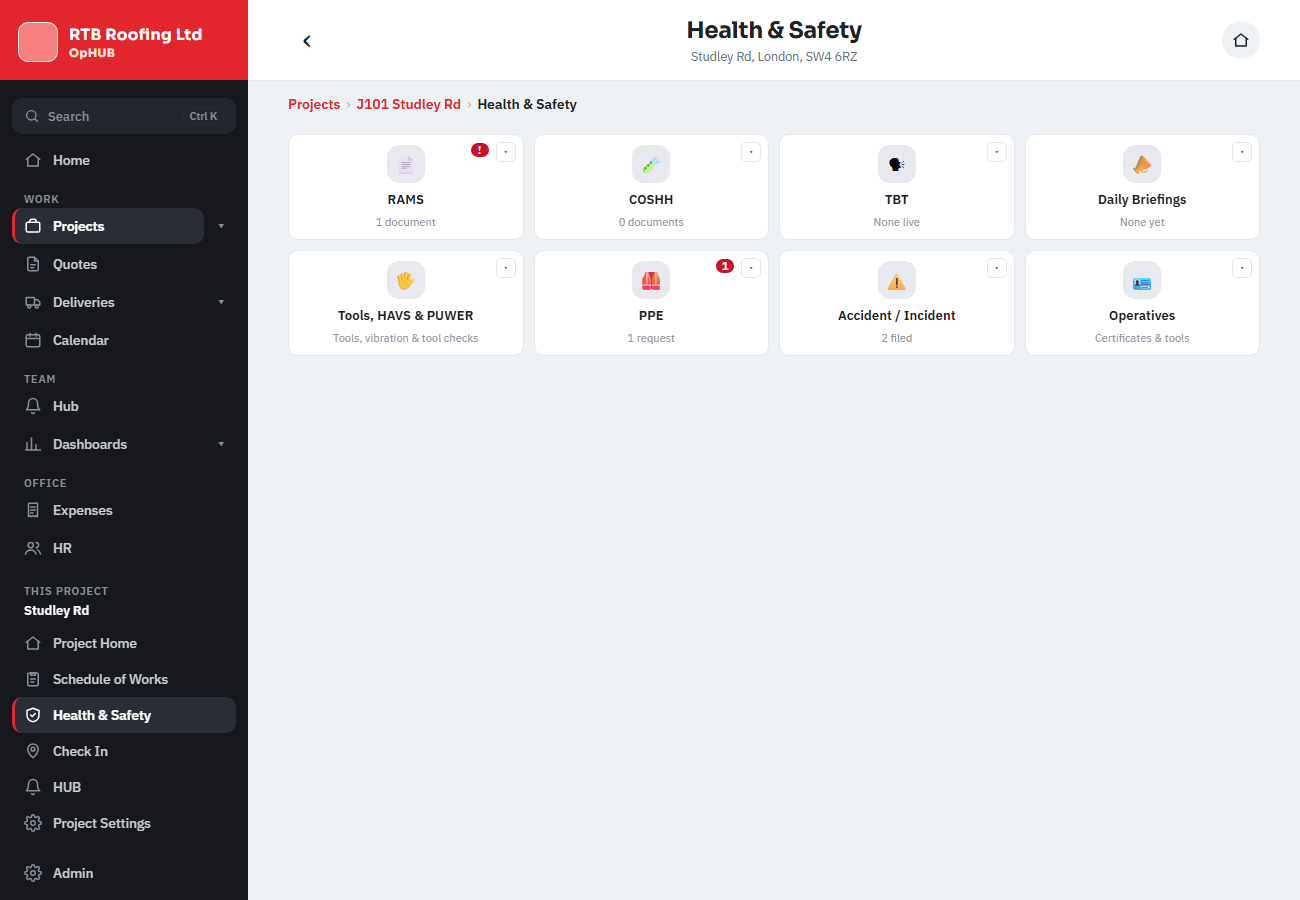 RTB Roofing Ltd
OpHUB
Search
Ctrl K
Home
WORK
Projects
Quotes
Deliveries
Calendar
TEAM
Hub
Dashboards
OFFICE
Expenses
HR
THIS PROJECT
Studley Rd
Project Home
Schedule of Works
Health & Safety
Check In
HUB
Project Settings
Admin
Health & Safety
Studley Rd, London, SW4 6RZ
Projects › J101 Studley Rd › Health & Safety
!
RAMS
1 document
COSHH
0 documents
TBT
None live
Daily Briefings
None yet
Tools, HAVS & PUWER
Tools, vibration & tool checks
1
PPE
1 request
Accident / Incident
2 filed
Operatives
Certificates & tools